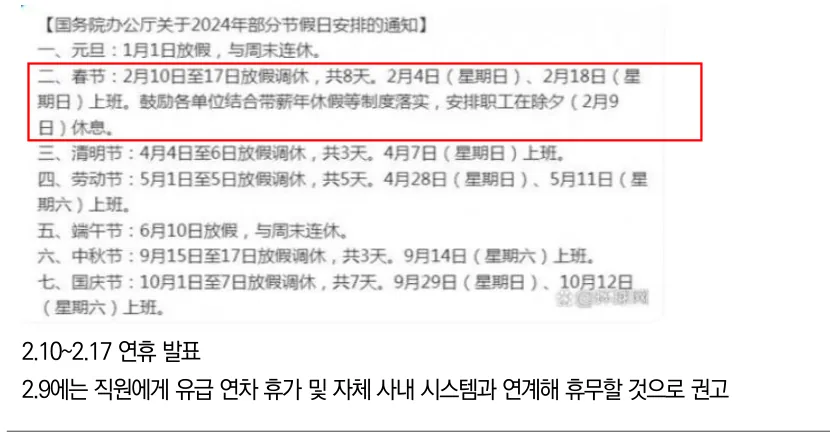 【国务院办公厅关于2024年部分节假日安排的通知】
一、元旦：1月1日放假，与周末连休。
二、春节：2月10日至17日放假调休，共8天。2月4日（星期日）、2月18日（星
期日）上班。鼓励各单位结合带薪年休假等制度落实，安排职工在除夕（2月9
日）休息。
三、清明节：4月4日至6日放假调休，共3天。4月7日（星期日）上班。
四、劳动节：5月1日至5日放假调休，共5天。4月28日（星期日）、5月11日（星
期六）上班。
五、端午节：6月10日放假，与周末连休。
六、中秋节：9月15日至17日放假调休，共3天。9月14日（星期六）上班。
七、国庆节：10月1日至7日放假调休，共7天。9月29日（星期日）、10月12日
（星期六）上班。
@环球网
2.10~2.17 연휴 발표
2.9에는 직원에게 유급 연차 휴가 및 자체 사내 시스템과 연계해 휴무할 것으로 권고